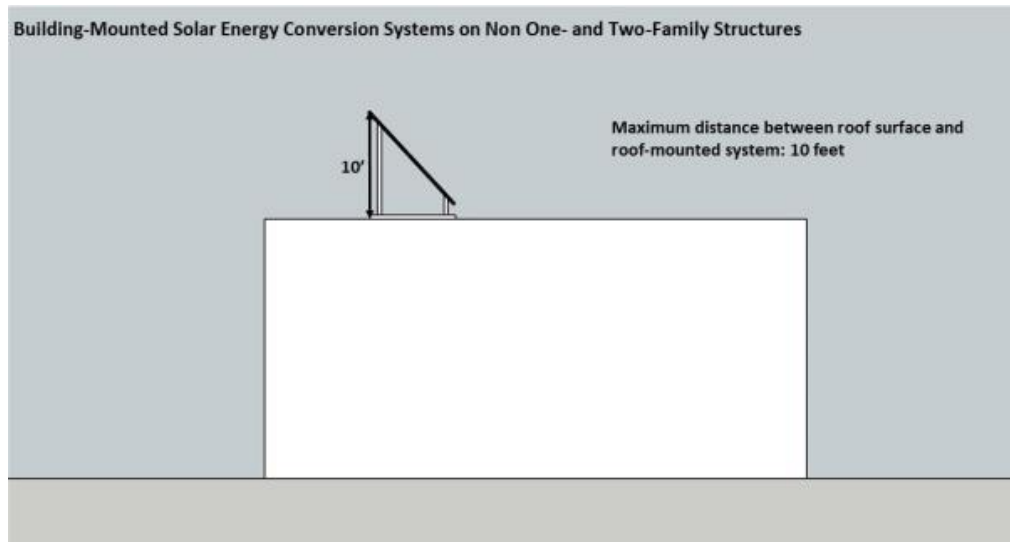 Building-Mounted Solar Energy Conversion Systems on Non One- and Two-Family Structures
Maximum distance between roof surface and
roof-mounted system: 10 feet
10'